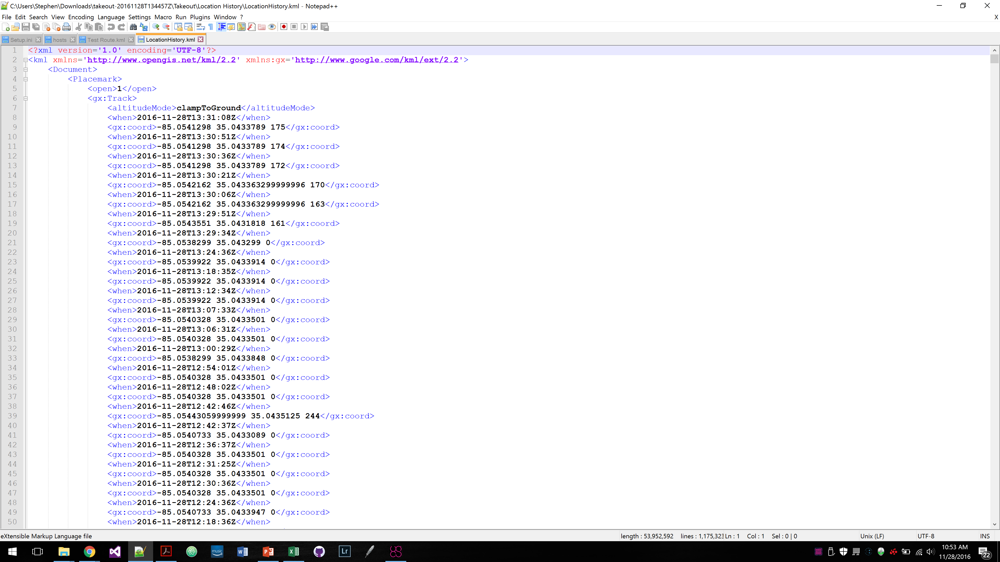 C:\Users\Stephen\Downloads\takeout-20161128T134457Z\Takeout\Location History\LocationHistory.kml - Notepad++
File Edit Search View Encoding Language Settings Macro Run Plugins Window ? X
Setup.ini hosts Test Route.kml LocationHistory.kml
1 <?xml version='1.0' encoding='UTF-8'?>
2 <kml xmlns='http://www.opengis.net/kml/2.2' xmlns:gx='http://www.google.com/kml/ext/2.2'>
3 <Document>
4 <Placemark>
5 <open>1</open>
6 <gx:Track>
7 <altitudeMode>clampToGround</altitudeMode>
8 <when>2016-11-28T13:31:08Z</when>
9 <gx:coord>-85.0541298 35.0433789 175</gx:coord>
10 <when>2016-11-28T13:30:51Z</when>
11 <gx:coord>-85.0541298 35.0433789 174</gx:coord>
12 <when>2016-11-28T13:30:36Z</when>
13 <gx:coord>-85.0541298 35.0433789 172</gx:coord>
14 <when>2016-11-28T13:30:21Z</when>
15 <gx:coord>-85.0542162 35.043363299999996 170</gx:coord>
16 <when>2016-11-28T13:30:06Z</when>
17 <gx:coord>-85.0542162 35.043363299999996 163</gx:coord>
18 <when>2016-11-28T13:29:51Z</when>
19 <gx:coord>-85.0543551 35.0431818 161</gx:coord>
20 <when>2016-11-28T13:29:34Z</when>
21 <gx:coord>-85.0538299 35.043299 0</gx:coord>
22 <when>2016-11-28T13:24:36Z</when>
23 <gx:coord>-85.0539922 35.0433914 0</gx:coord>
24 <when>2016-11-28T13:18:35Z</when>
25 <gx:coord>-85.0539922 35.0433914 0</gx:coord>
26 <when>2016-11-28T13:12:34Z</when>
27 <gx:coord>-85.0539922 35.0433914 0</gx:coord>
28 <when>2016-11-28T13:07:33Z</when>
29 <gx:coord>-85.0540328 35.0433501 0</gx:coord>
30 <when>2016-11-28T13:06:31Z</when>
31 <gx:coord>-85.0540328 35.0433501 0</gx:coord>
32 <when>2016-11-28T13:00:29Z</when>
33 <gx:coord>-85.0538299 35.0433848 0</gx:coord>
34 <when>2016-11-28T12:54:01Z</when>
35 <gx:coord>-85.0540328 35.0433501 0</gx:coord>
36 <when>2016-11-28T12:48:02Z</when>
37 <gx:coord>-85.0540328 35.0433501 0</gx:coord>
38 <when>2016-11-28T12:42:46Z</when>
39 <gx:coord>-85.05443059999999 35.0435125 244</gx:coord>
40 <when>2016-11-28T12:42:37Z</when>
41 <gx:coord>-85.0540733 35.0433089 0</gx:coord>
42 <when>2016-11-28T12:36:37Z</when>
43 <gx:coord>-85.0540328 35.0433501 0</gx:coord>
44 <when>2016-11-28T12:31:25Z</when>
45 <gx:coord>-85.0540328 35.0433501 0</gx:coord>
46 <when>2016-11-28T12:30:36Z</when>
47 <gx:coord>-85.0540328 35.0433501 0</gx:coord>
48 <when>2016-11-28T12:24:36Z</when>
49 <gx:coord>-85.0540733 35.0433947 0</gx:coord>
50 <when>2016-11-28T12:18:36Z</when>
eXtensible Markup Language file length : 53,952,592 lines : 1,175,323 Ln : 1 Col : 1 Sel : 0 | 0 Unix (LF) UTF-8 INS
music Lr
10:53 AM
11/28/2016
22